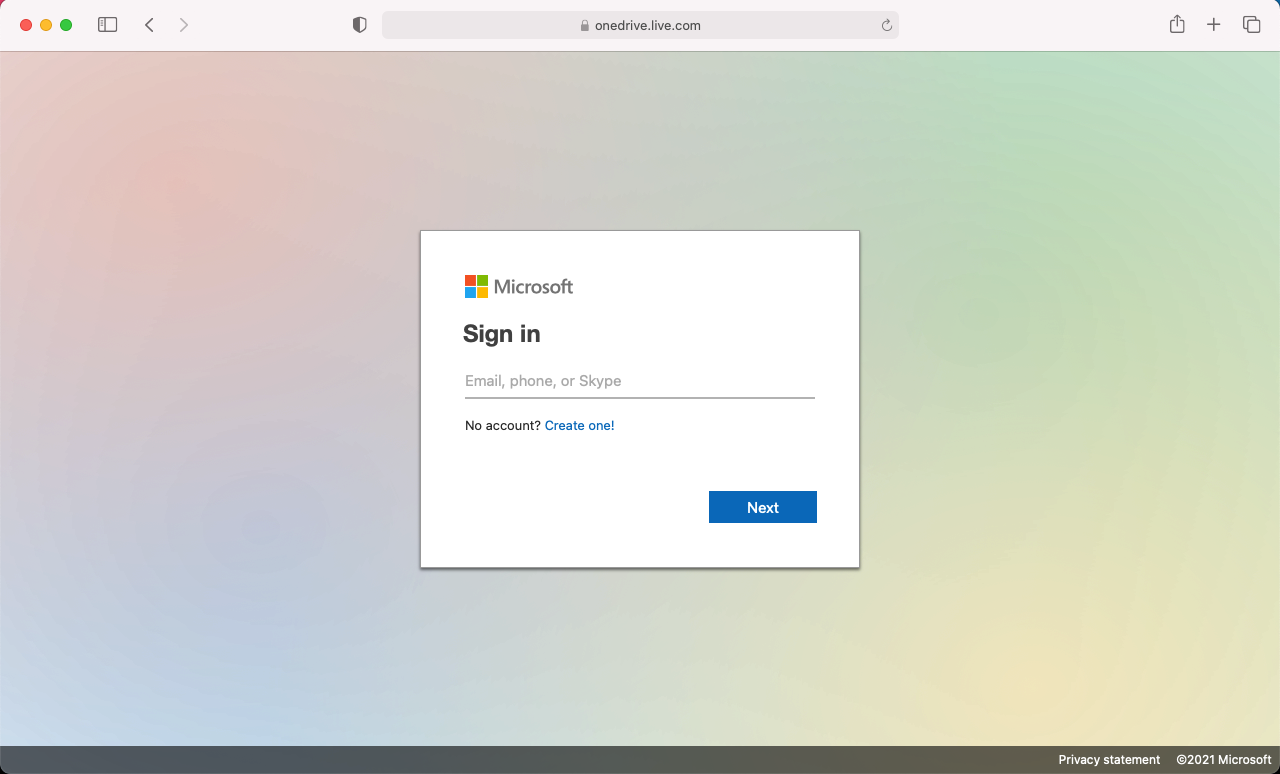 onedrive.live.com
Microsoft
Sign in
Email, phone, or Skype
No account? Create one!
Next
Privacy statement ©2021 Microsoft